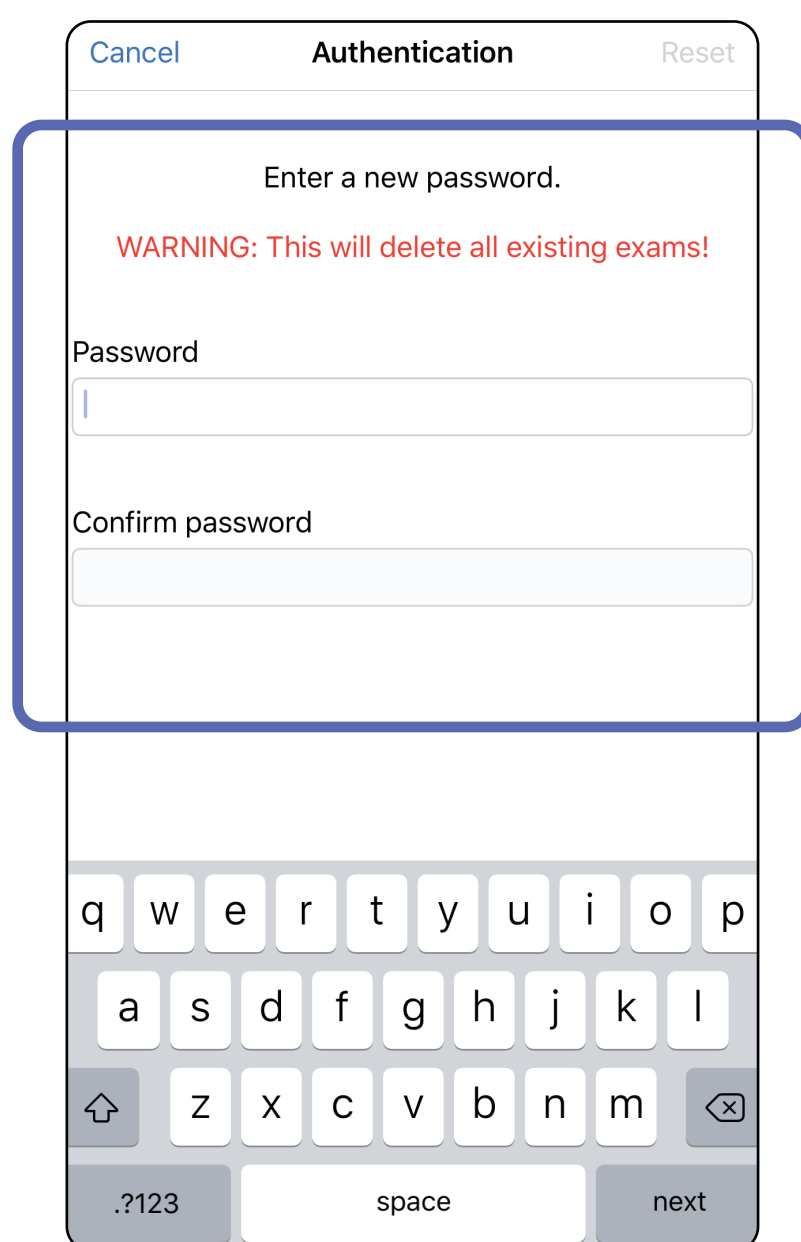 Cancel Authentication Reset
Enter a new password.
WARNING: This will delete all existing exams!
Password
Confirm password
q w e r t y u i o p
a s d f g h j k l
z x c v b n m
.?123 space next